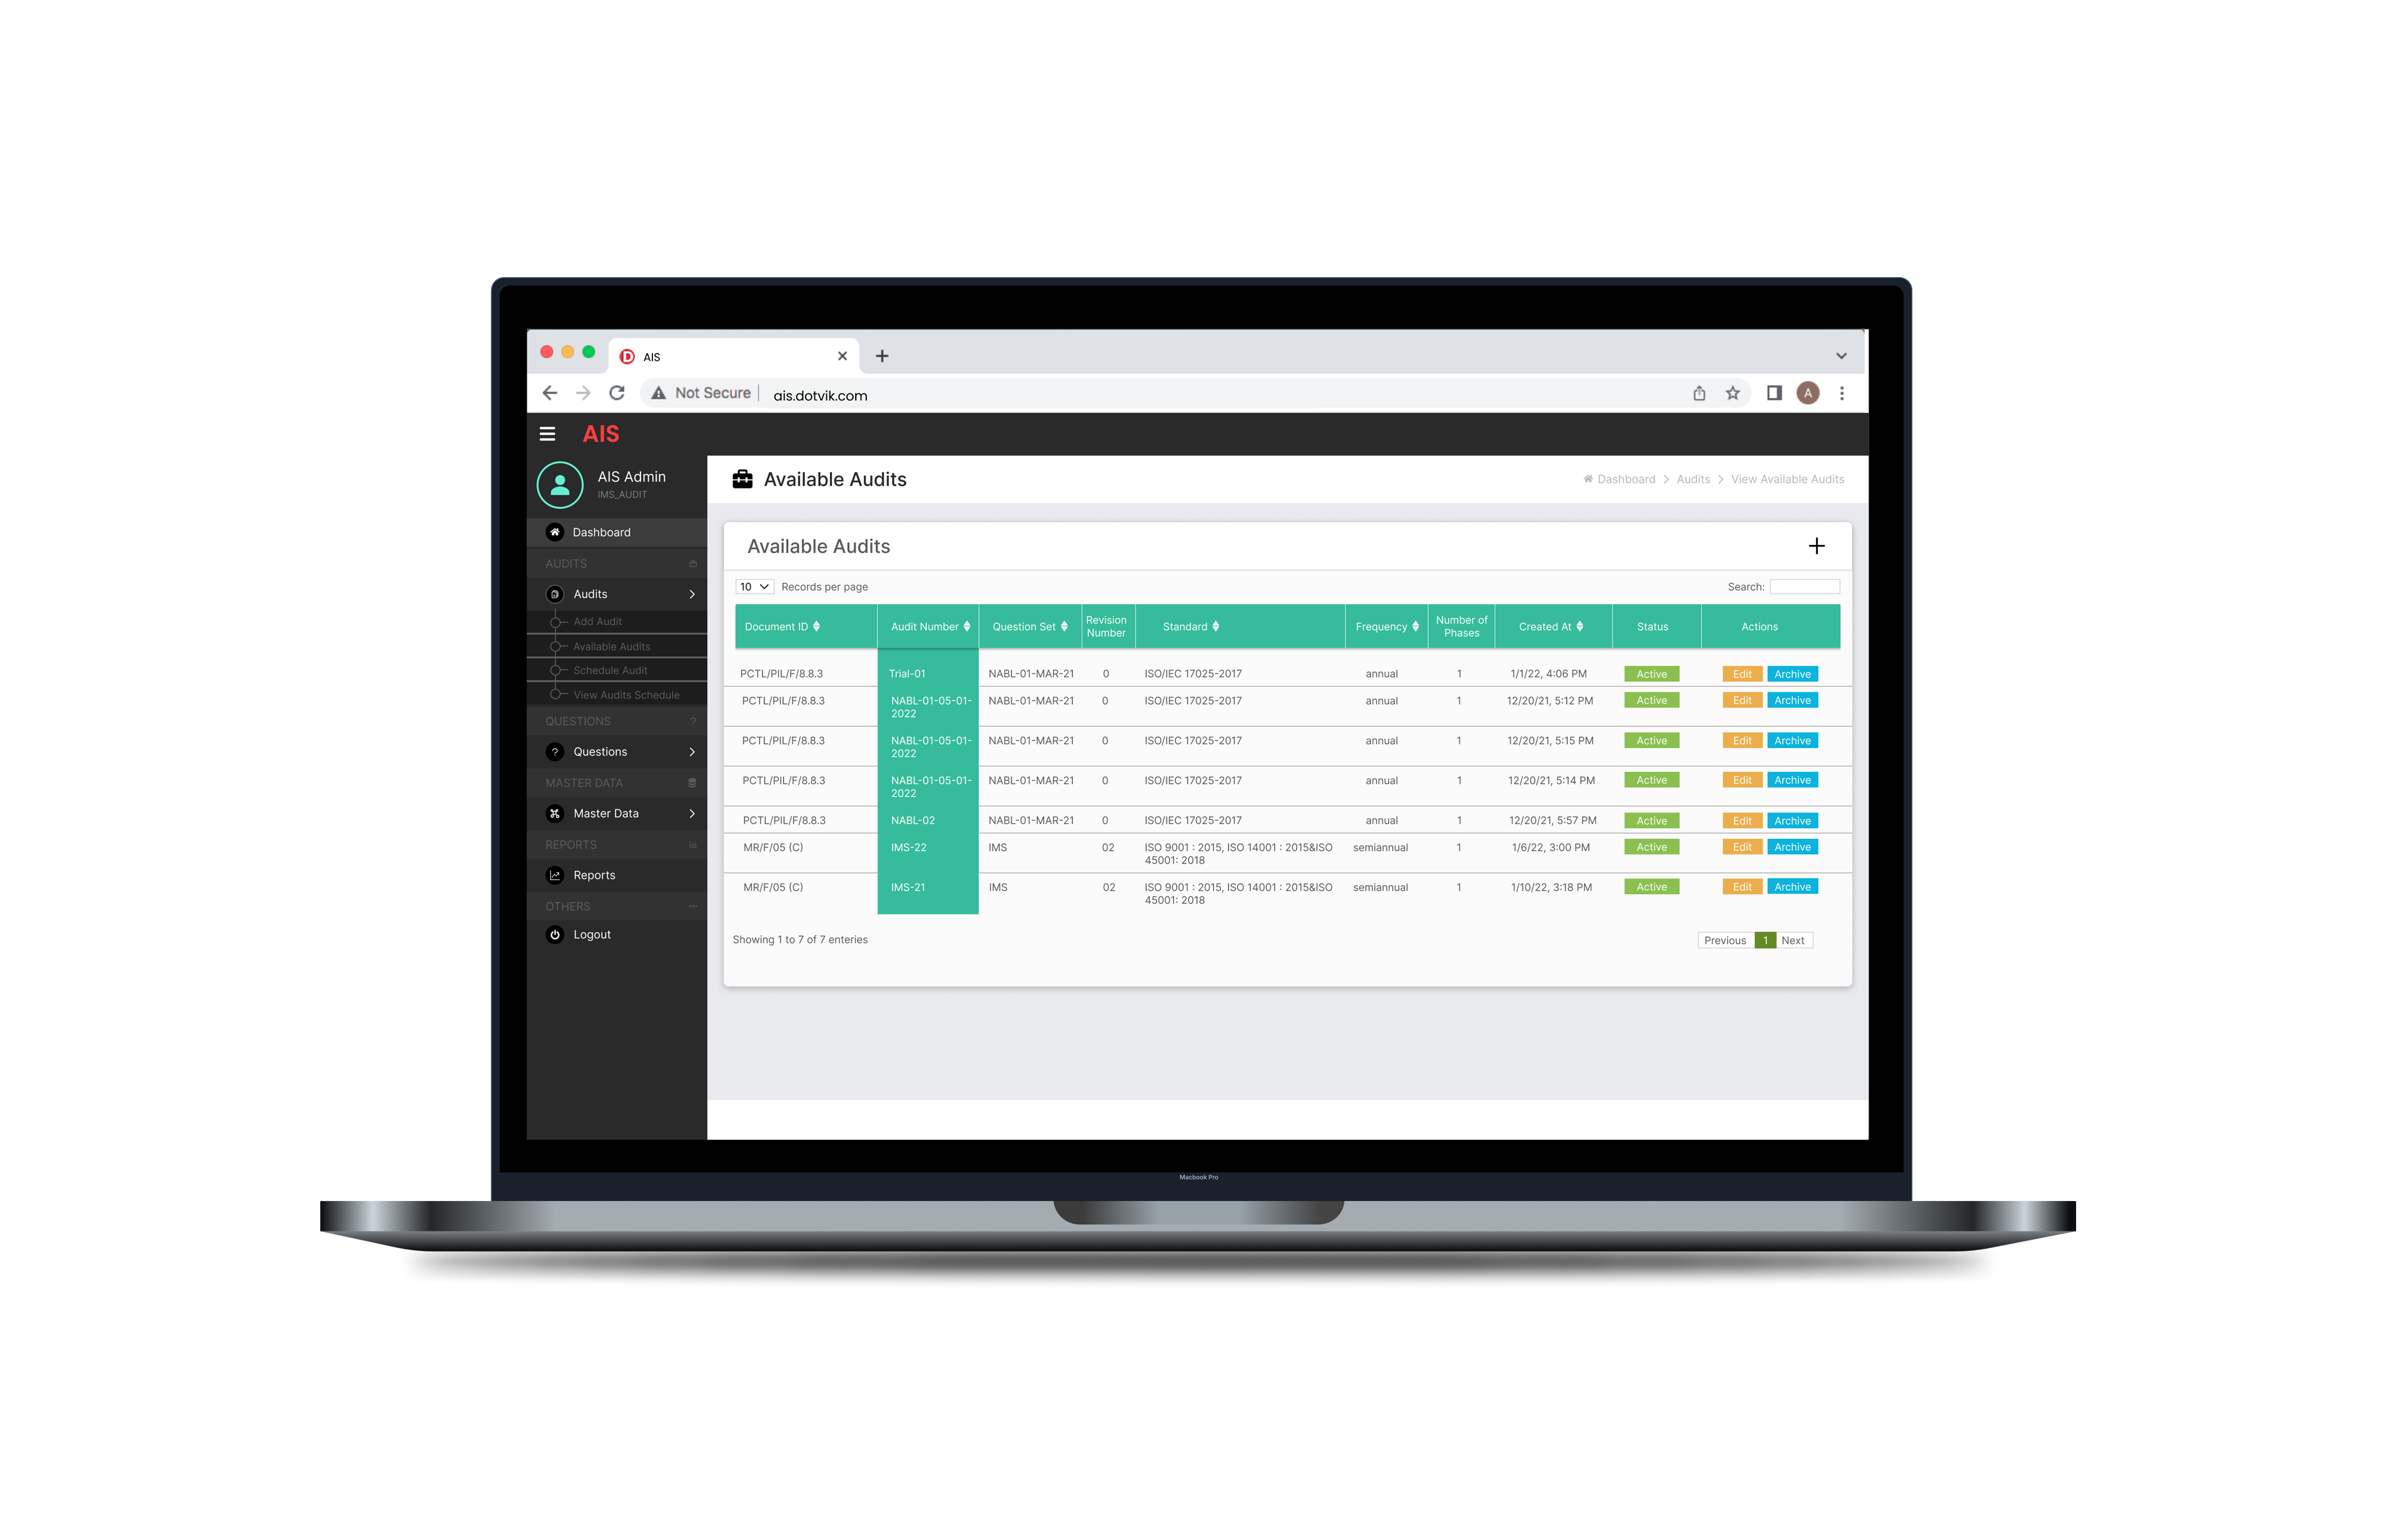 AIS
Not Secure
ais.dotvik.com
A
AIS
AIS Admin
IMS_AUDIT
Dashboard
AUDITS
Audits
Add Audit
Available Audits
Schedule Audit
View Audits Schedule
QUESTIONS ?
? Questions
MASTER DATA
Master Data
REPORTS
Reports
OTHERS
Logout
Available Audits
Dashboard > Audits > View Available Audits
Available Audits
10 Records per page
Search:
Document ID Audit Number Question Set Revision Number Standard Frequency Number of Phases Created At Status Actions
PCTL/PIL/F/8.8.3 Trial-01 NABL-01-MAR-21 0 ISO/IEC 17025-2017 annual 1 1/1/22, 4:06 PM Active Edit Archive
PCTL/PIL/F/8.8.3 NABL-01-05-01-2022 NABL-01-MAR-21 0 ISO/IEC 17025-2017 annual 1 12/20/21, 5:12 PM Active Edit Archive
PCTL/PIL/F/8.8.3 NABL-01-05-01-2022 NABL-01-MAR-21 0 ISO/IEC 17025-2017 annual 1 12/20/21, 5:15 PM Active Edit Archive
PCTL/PIL/F/8.8.3 NABL-01-05-01-2022 NABL-01-MAR-21 0 ISO/IEC 17025-2017 annual 1 12/20/21, 5:14 PM Active Edit Archive
PCTL/PIL/F/8.8.3 NABL-02 NABL-01-MAR-21 0 ISO/IEC 17025-2017 annual 1 12/20/21, 5:57 PM Active Edit Archive
MR/F/05 (C) IMS-22 IMS 02 ISO 9001 : 2015, ISO 14001 : 2015&ISO 45001: 2018 semiannual 1 1/6/22, 3:00 PM Active Edit Archive
MR/F/05 (C) IMS-21 IMS 02 ISO 9001 : 2015, ISO 14001 : 2015&ISO 45001: 2018 semiannual 1 1/10/22, 3:18 PM Active Edit Archive
Showing 1 to 7 of 7 enteries
Previous 1 Next
Macbook Pro